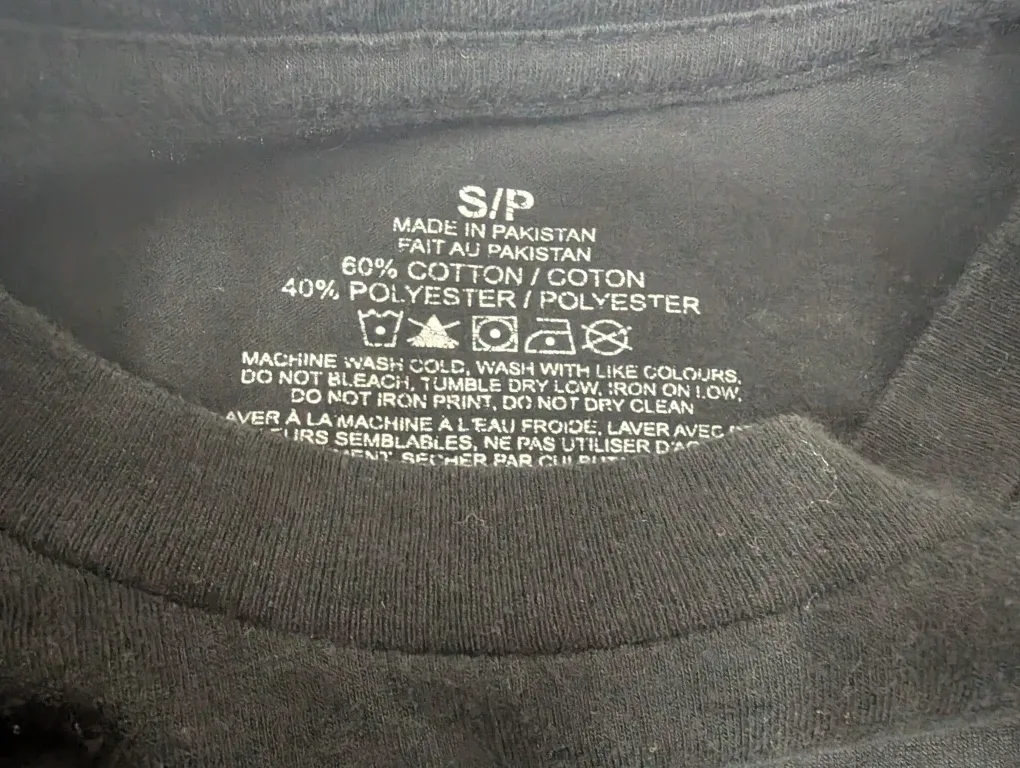 S/P
MADE IN PAKISTAN
FAIT AU PAKISTAN
60% COTTON / COTON
40% POLYESTER / POLYESTER
MACHINE WASH COLD, WASH WITH LIKE COLOURS,
DO NOT BLEACH, TUMBLE DRY LOW, IRON ON LOW,
DO NOT IRON PRINT, DO NOT DRY CLEAN
AVER À LA MACHINE À L'EAU FROIDE, LAVER AVEC
EURS SEMBLABLES, NE PAS UTILISER
SECHER PAR